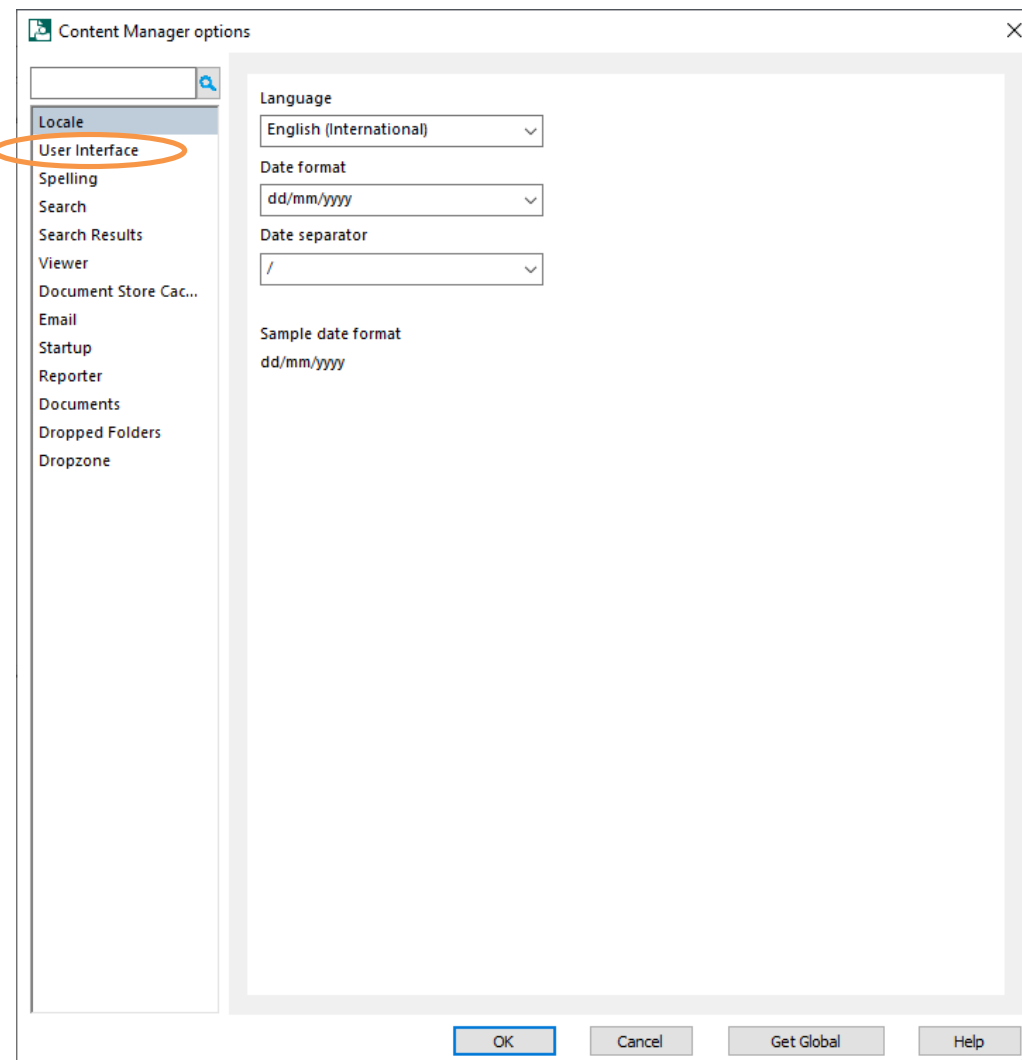 Content Manager options
Locale
User Interface
Spelling
Search
Search Results
Viewer
Document Store Cac...
Email
Startup
Reporter
Documents
Dropped Folders
Dropzone
Language
English (International)
Date format
dd/mm/yyyy
Date separator
/
Sample date format
dd/mm/yyyy
OK Cancel Get Global Help